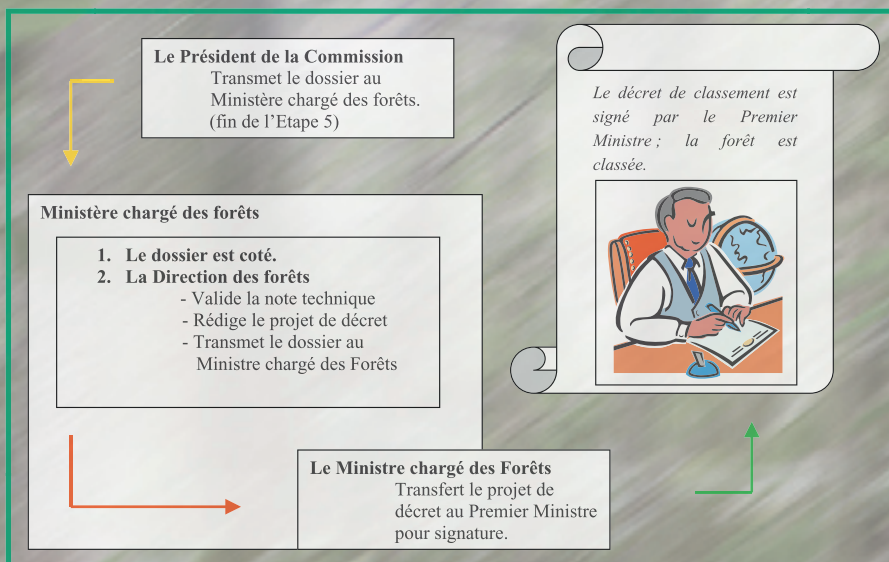 Le Président de la Commission
Transmet le dossier au
Ministère chargé des forêts.
(fin de l'Etape 5)
Ministère chargé des forêts
1. Le dossier est coté.
2. La Direction des forêts
- Valide la note technique
- Rédige le projet de décret
- Transmet le dossier au
Ministre chargé des Forêts
Le Ministre chargé des Forêts
Transfert le projet de
décret au Premier Ministre
pour signature.
Le décret de classement est
signé par le Premier
Ministre ; la forêt est
classée.